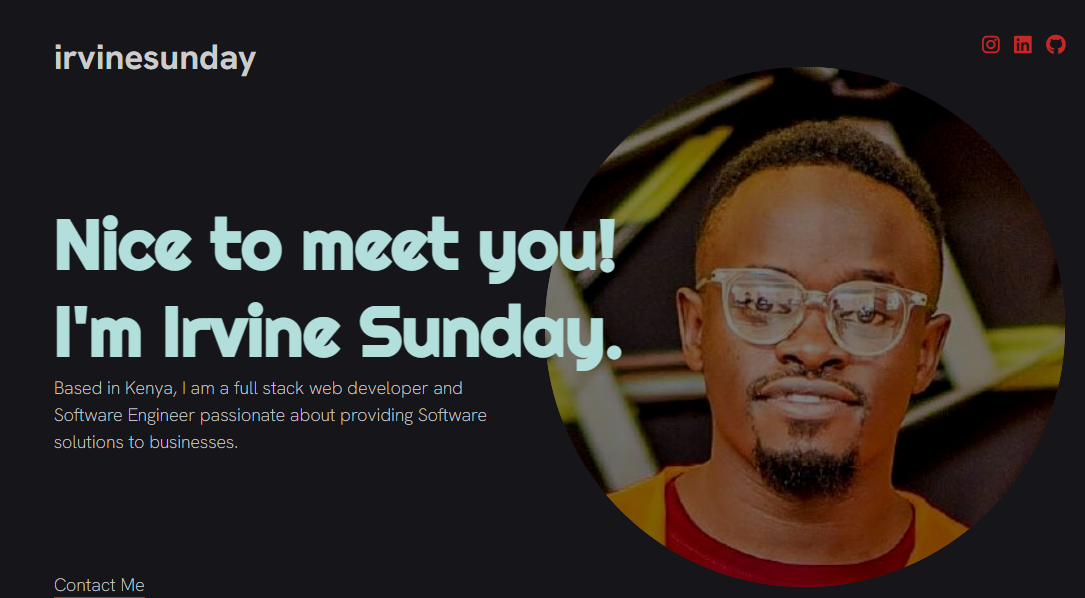 irvinesunday
Nice to meet you!
I'm Irvine Sunday.
Based in Kenya, I am a full stack web developer and
Software Engineer passionate about providing Software
solutions to businesses.
Contact Me